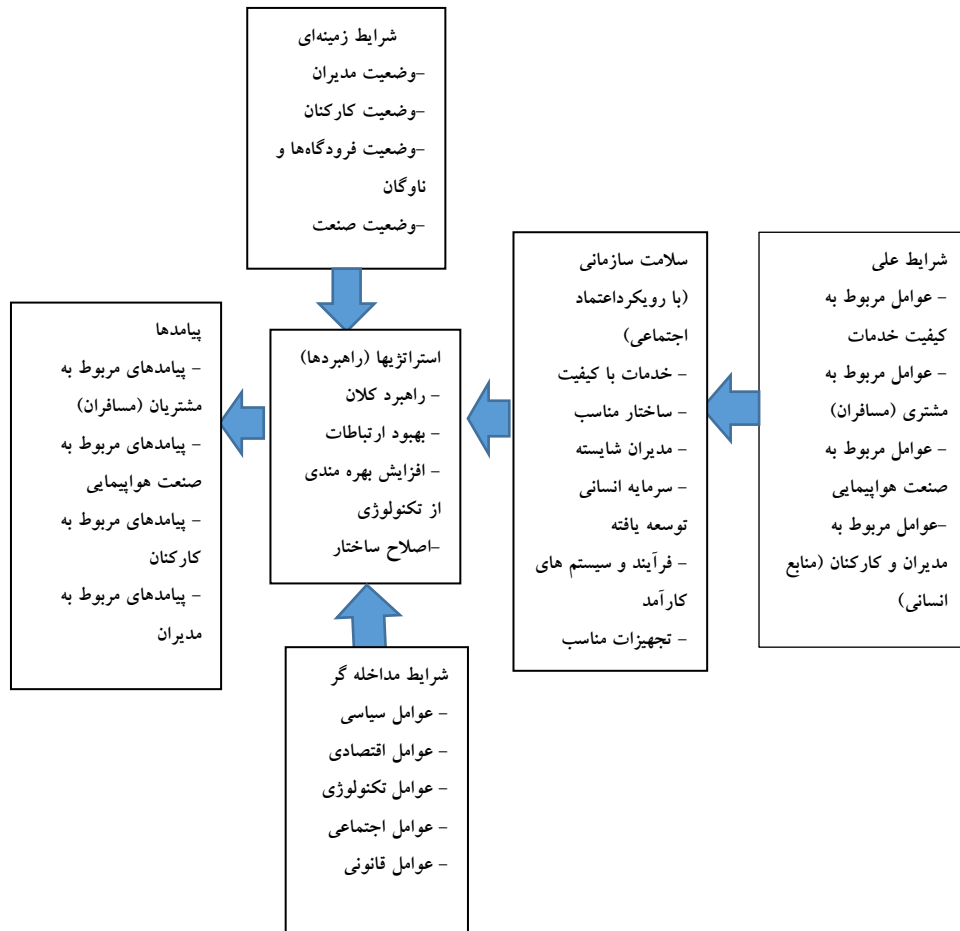 شرایط زمینه‌ای
-وضعیت مدیران
-وضعیت کارکنان
-وضعیت فرودگاه‌ها و
ناوگان
-وضعیت صنعت
شرایط علی
- عوامل مربوط به
کیفیت خدمات
- عوامل مربوط به
مشتری (مسافران)
- عوامل مربوط به
صنعت هواپیمایی
-عوامل مربوط به
مدیران و کارکنان (منابع
انسانی)
سلامت سازمانی
(با رویکرداعتماد
اجتماعی)
- خدمات با کیفیت
- ساختار مناسب
- مدیران شایسته
- سرمایه انسانی
توسعه یافته
- فرآیند و سیستم های
کارآمد
- تجهیزات مناسب
استراتژیها (راهبردها)
- راهبرد کلان
- بهبود ارتباطات
- افزایش بهره مندی
از تکنولوژی
-اصلاح ساختار
پیامدها
- پیامدهای مربوط به
مشتریان (مسافران)
- پیامدهای مربوط به
صنعت هواپیمایی
- پیامدهای مربوط به
کارکنان
- پیامدهای مربوط به
مدیران
شرایط مداخله گر
- عوامل سیاسی
- عوامل اقتصادی
- عوامل تکنولوژی
- عوامل اجتماعی
- عوامل قانونی